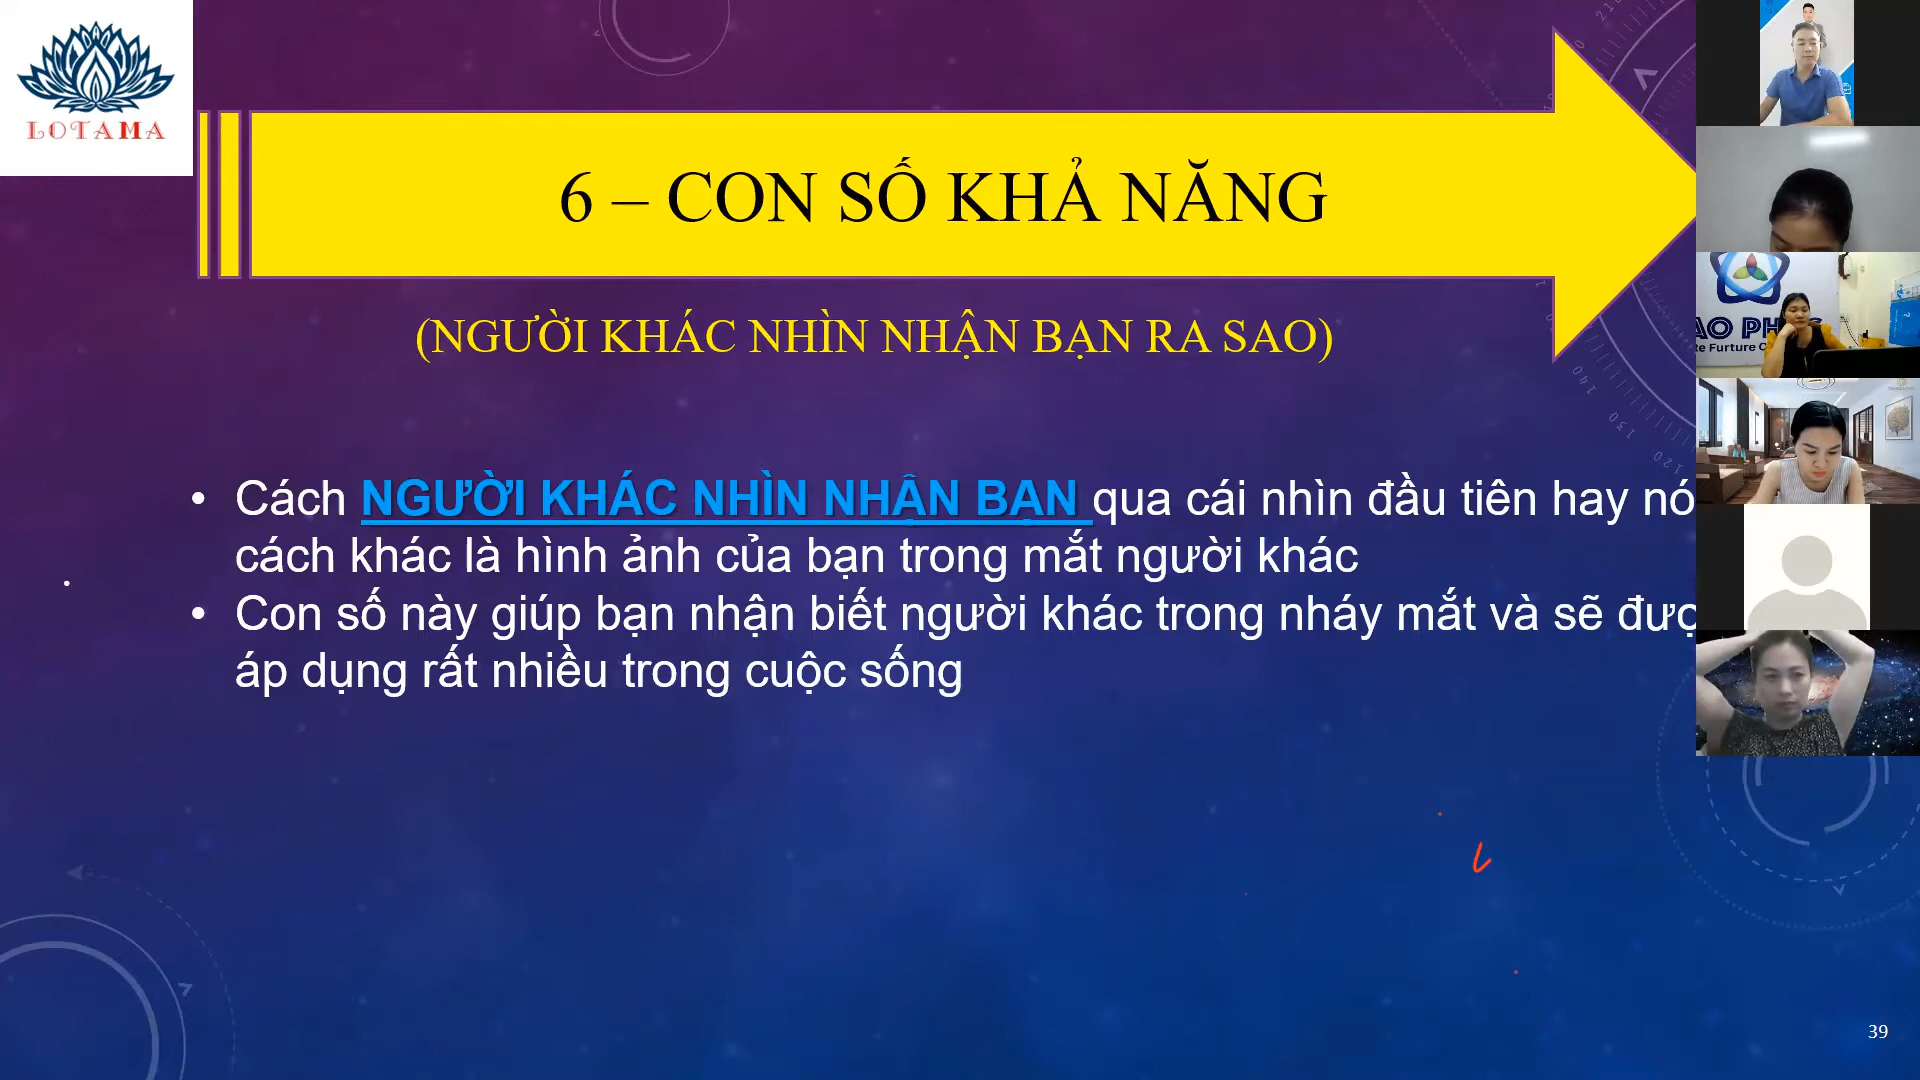 LOTAMA
6 – CON SỐ KHẢ NĂNG
(NGƯỜI KHÁC NHÌN NHẬN BẠN RA SAO)
• Cách NGƯỜI KHÁC NHÌN NHẬN BẠN qua cái nhìn đầu tiên hay nó
cách khác là hình ảnh của bạn trong mắt người khác
• Con số này giúp bạn nhận biết người khác trong nháy mắt và sẽ đượ
áp dụng rất nhiều trong cuộc sống
39